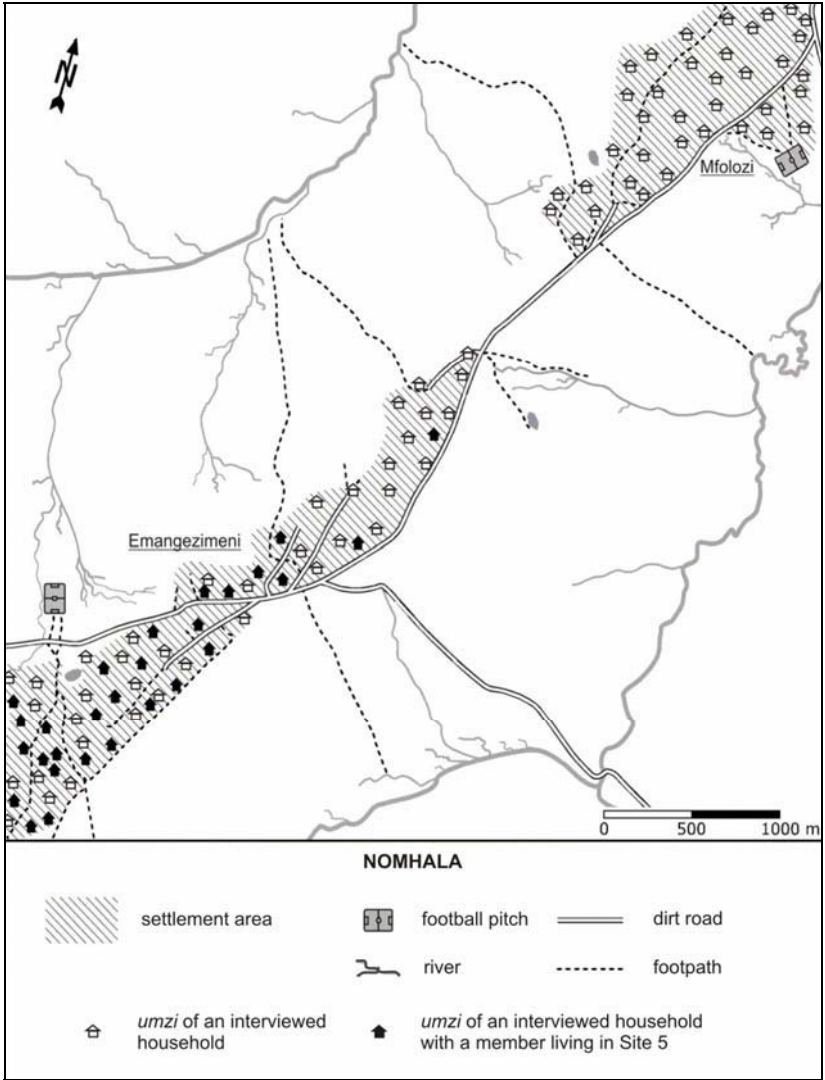 N
Mfolozi
Emangezimeni
0 500 1000 m
NOMHALA
settlement area
football pitch
dirt road
river
footpath
umzi of an interviewed
household
umzi of an interviewed household
with a member living in Site 5